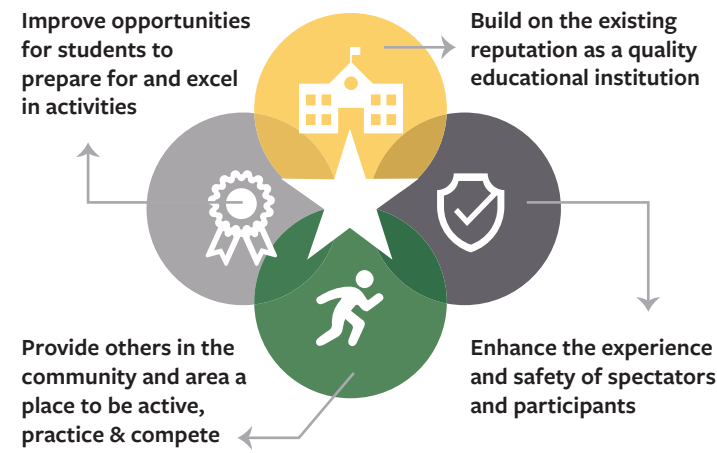 Improve opportunities
for students to
prepare for and excel
in activities
Build on the existing
reputation as a quality
educational institution
Provide others in the
community and area a
place to be active,
practice & compete
Enhance the experience
and safety of spectators
and participants